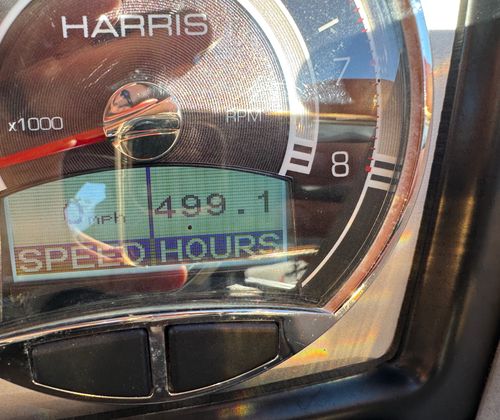 HARRIS
7
x1000
RPM
8
0 mph 499.1
SPEED HOURS